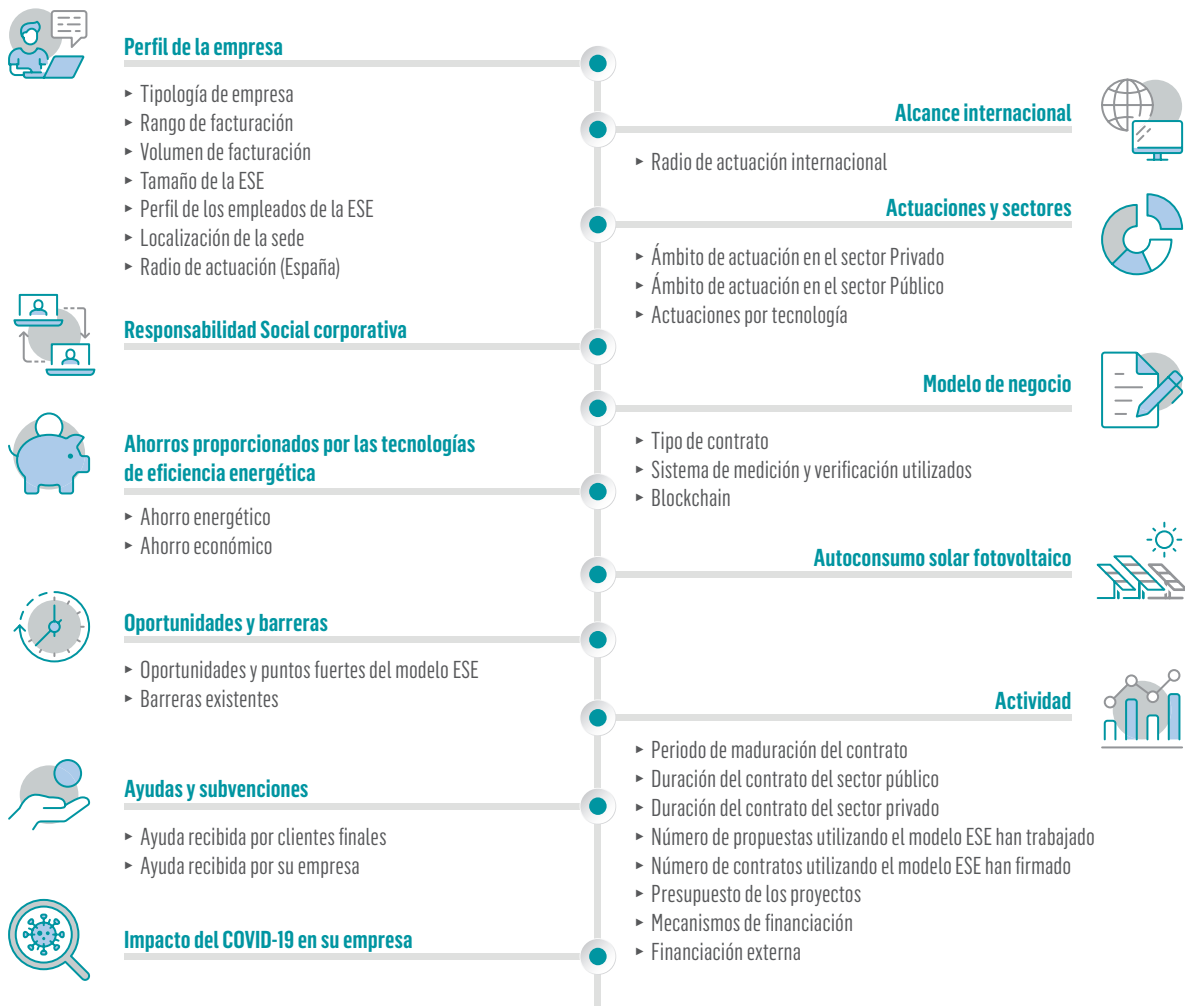 Perfil de la empresa
▸ Tipología de empresa
▸ Rango de facturación
▸ Volumen de facturación
▸ Tamaño de la ESE
▸ Perfil de los empleados de la ESE
▸ Localización de la sede
▸ Radio de actuación (España)
Alcance internacional
▸ Radio de actuación internacional
Actuaciones y sectores
▸ Ámbito de actuación en el sector Privado
▸ Ámbito de actuación en el sector Público
▸ Actuaciones por tecnología
Responsabilidad Social corporativa
Modelo de negocio
▸ Tipo de contrato
▸ Sistema de medición y verificación utilizados
▸ Blockchain
Ahorros proporcionados por las tecnologías
de eficiencia energética
▸ Ahorro energético
▸ Ahorro económico
Autoconsumo solar fotovoltaico
Oportunidades y barreras
▸ Oportunidades y puntos fuertes del modelo ESE
▸ Barreras existentes
Actividad
▸ Periodo de maduración del contrato
▸ Duración del contrato del sector público
▸ Duración del contrato del sector privado
▸ Número de propuestas utilizando el modelo ESE han trabajado
▸ Número de contratos utilizando el modelo ESE han firmado
▸ Presupuesto de los proyectos
▸ Mecanismos de financiación
▸ Financiación externa
Ayudas y subvenciones
▸ Ayuda recibida por clientes finales
▸ Ayuda recibida por su empresa
Impacto del COVID-19 en su empresa